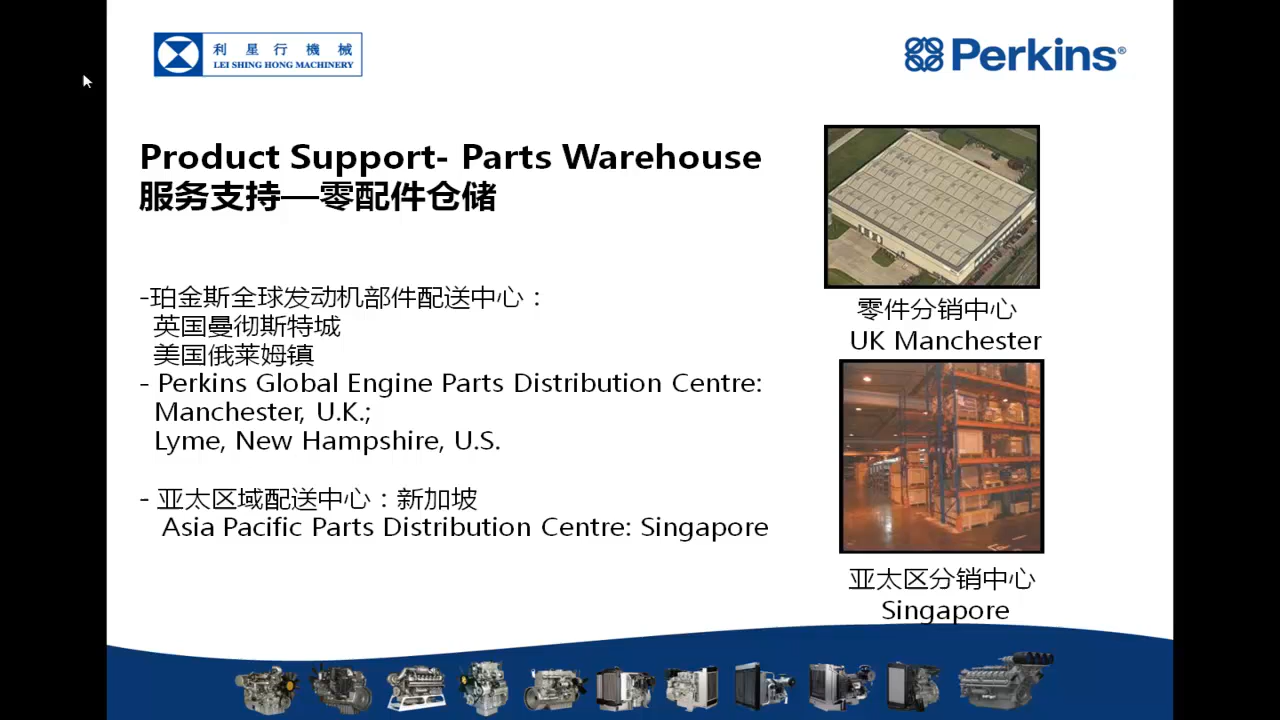 利星行機械
LEI SHING HONG MACHINERY
Perkins®
Product Support- Parts Warehouse
服务支持—零配件仓储
-珀金斯全球发动机部件配送中心：
英国曼彻斯特城
美国俄莱姆镇
- Perkins Global Engine Parts Distribution Centre:
Manchester, U.K.;
Lyme, New Hampshire, U.S.
- 亚太区域配送中心：新加坡
Asia Pacific Parts Distribution Centre: Singapore
零件分销中心
UK Manchester
亚太区分销中心
Singapore